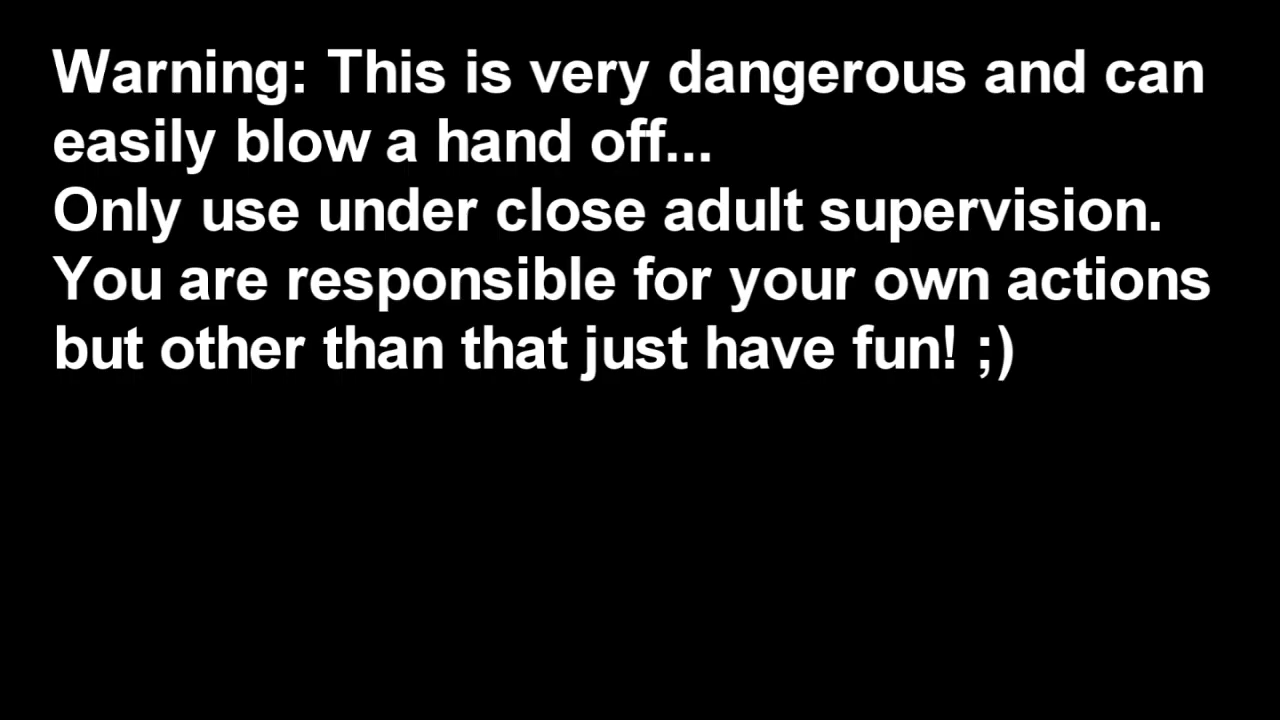 Warning: This is very dangerous and can
easily blow a hand off...
Only use under close adult supervision.
You are responsible for your own actions
but other than that just have fun! ;)